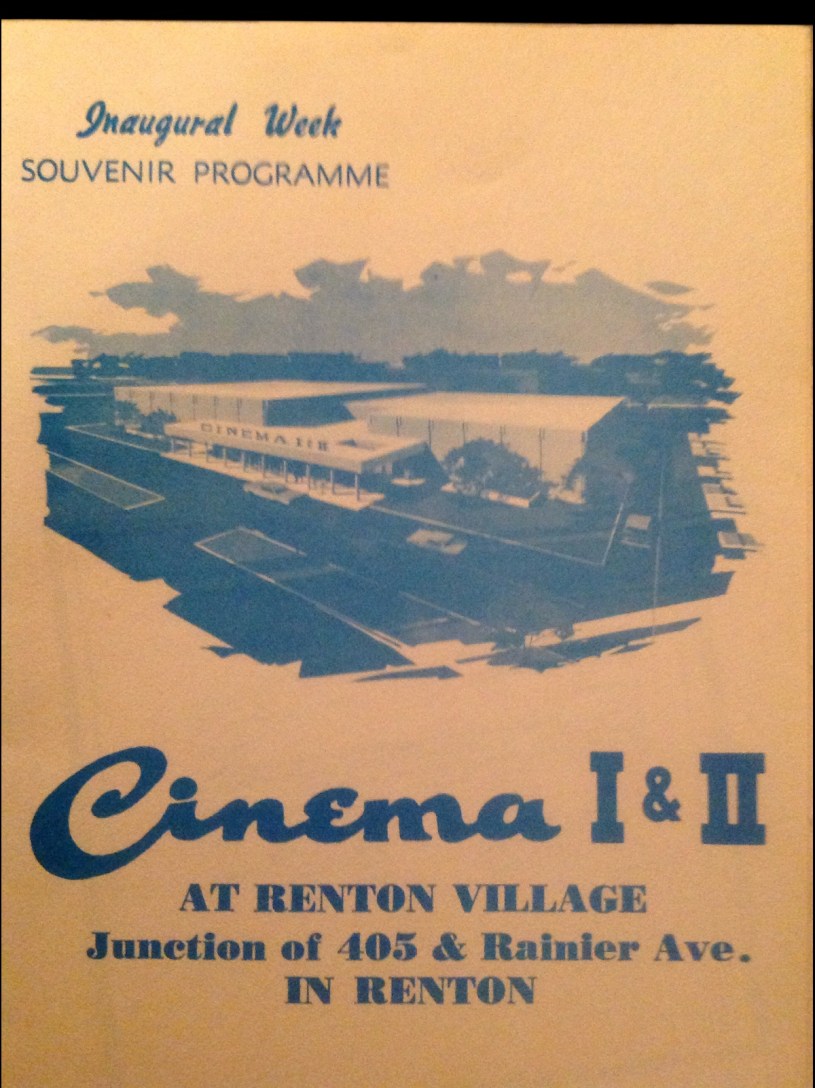 Inaugural Week
SOUVENIR PROGRAMME
CINEMA I & II
Cinema I & II
AT RENTON VILLAGE
Junction of 405 & Rainier Ave.
IN RENTON